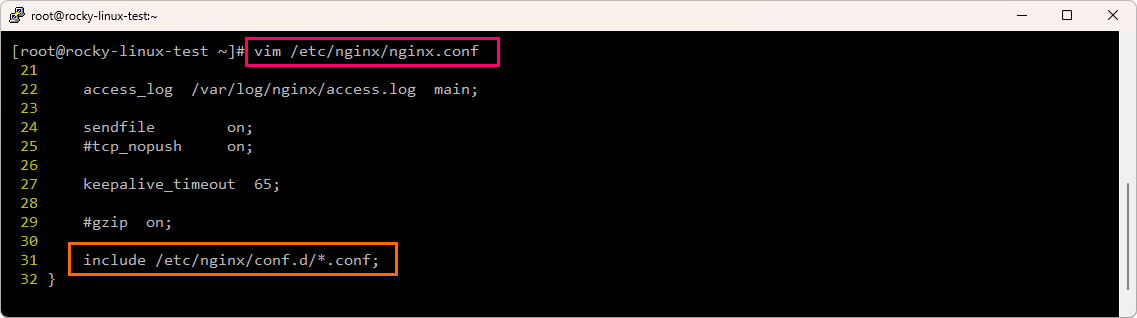 root@rocky-linux-test:~
[root@rocky-linux-test ~]# vim /etc/nginx/nginx.conf
21
22     access_log  /var/log/nginx/access.log  main;
23
24     sendfile        on;
25     #tcp_nopush     on;
26
27     keepalive_timeout  65;
28
29     #gzip  on;
30
31     include /etc/nginx/conf.d/*.conf;
32 }